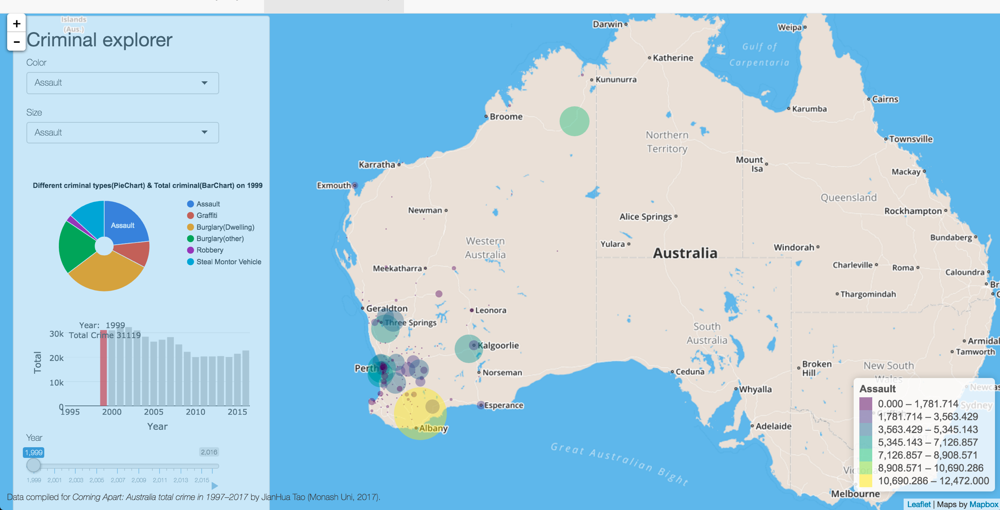 +
-
Islands
(Aus.)
Criminal explorer
Color
Assault
Size
Assault
Different criminal types(PieChart) & Total criminal(BarChart) on 1999
Assault
Assault
Graffiti
Burglary(Dwelling)
Burglary(other)
Robbery
Steal Montor Vehicle
Year: 1999
Total Crime 31119
30k
20k
10k
0
Total
1995
2000
2005
2010
2015
Year
Year
1,999
2,016
1,999
2,001
2,003
2,005
2,007
2,009
2,011
2,013
2,015
Data compiled for Coming Apart: Australia total crime in 1997–2017 by JianHua Tao (Monash Uni, 2017).
Darwin
Weipa
Gulf of
Carpentaria
Katherine
Kununurra
Cairns
Karumba
Broome
Northern
Territory
Townsville
Karratha
Mount
Isa
Mackay
Exmouth
Queensland
Newman
Rockhampton
Alice Springs
Western
Australia
Bundaberg
Yulara
Windorah
Australia
Meekatharra
Charleville
Roma
Caloundra
Br
Thargomindah
Geraldton
Leonora
Three Springs
South
Australia
Kalgoorlie
Armidal
Tamworth
Perth
Norseman
Ceduna
Broken
Hill
New South
Wales
Whyalla
Newcas
Esperance
Sydney
Griffith
Albany
Adelaide
Great Australian Bight
Victoria
Melbourne
Assault
0.000 – 1,781.714
1,781.714 – 3,563.429
3,563.429 – 5,345.143
5,345.143 – 7,126.857
7,126.857 – 8,908.571
8,908.571 – 10,690.286
10,690.286 – 12,472.000
Leaflet | Maps by Mapbox